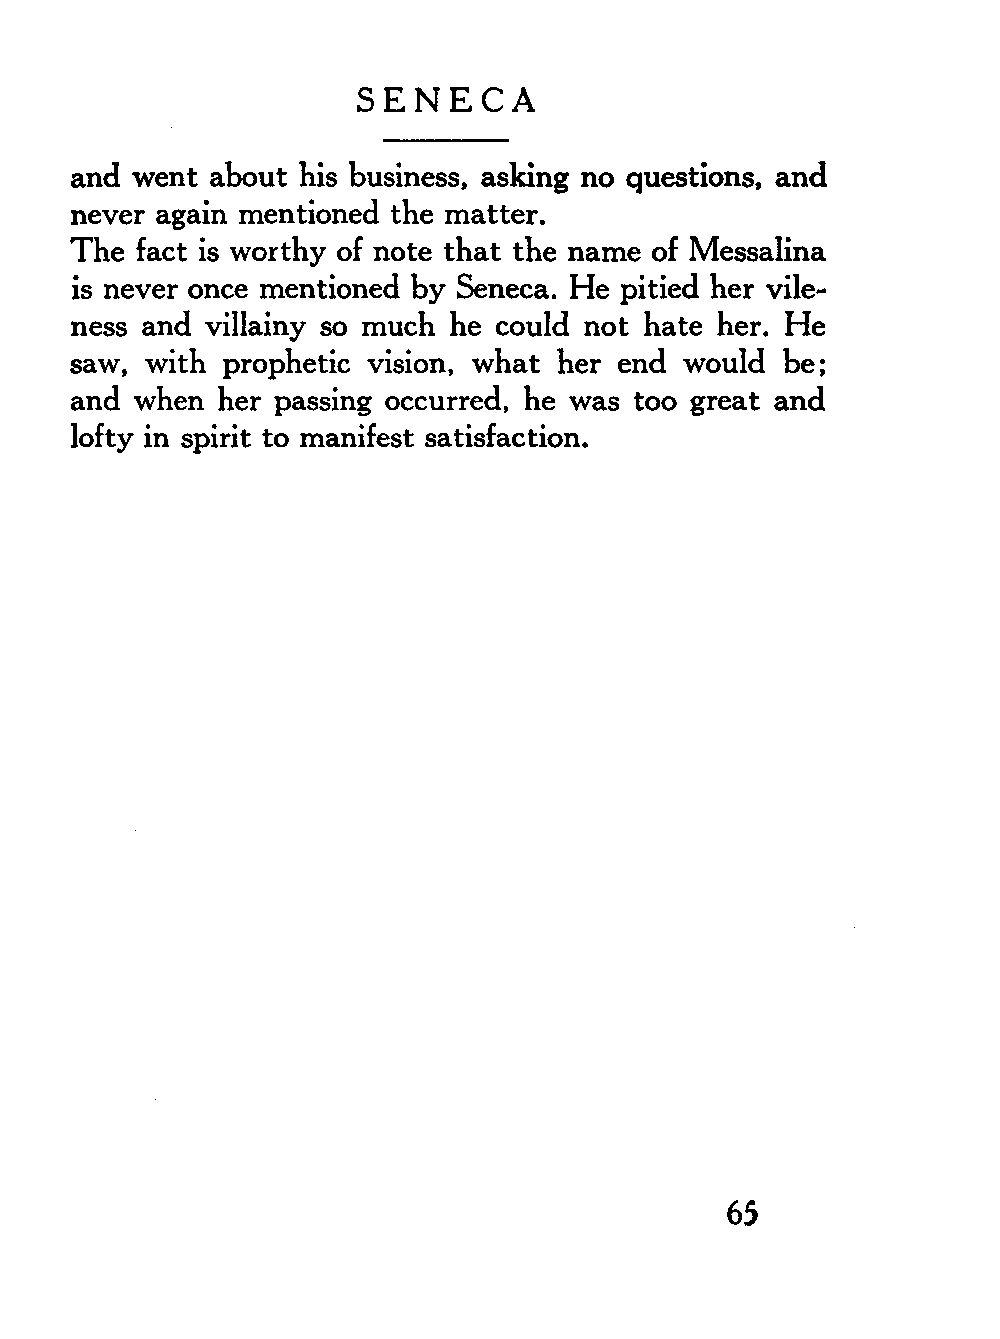 SENECA
and went about his business, asking no questions, and
never again mentioned the matter.
The fact is worthy of note that the name of Messalina
is never once mentioned by Seneca. He pitied her vile-
ness and villainy so much he could not hate her. He
saw, with prophetic vision, what her end would be;
and when her passing occurred, he was too great and
lofty in spirit to manifest satisfaction.
65